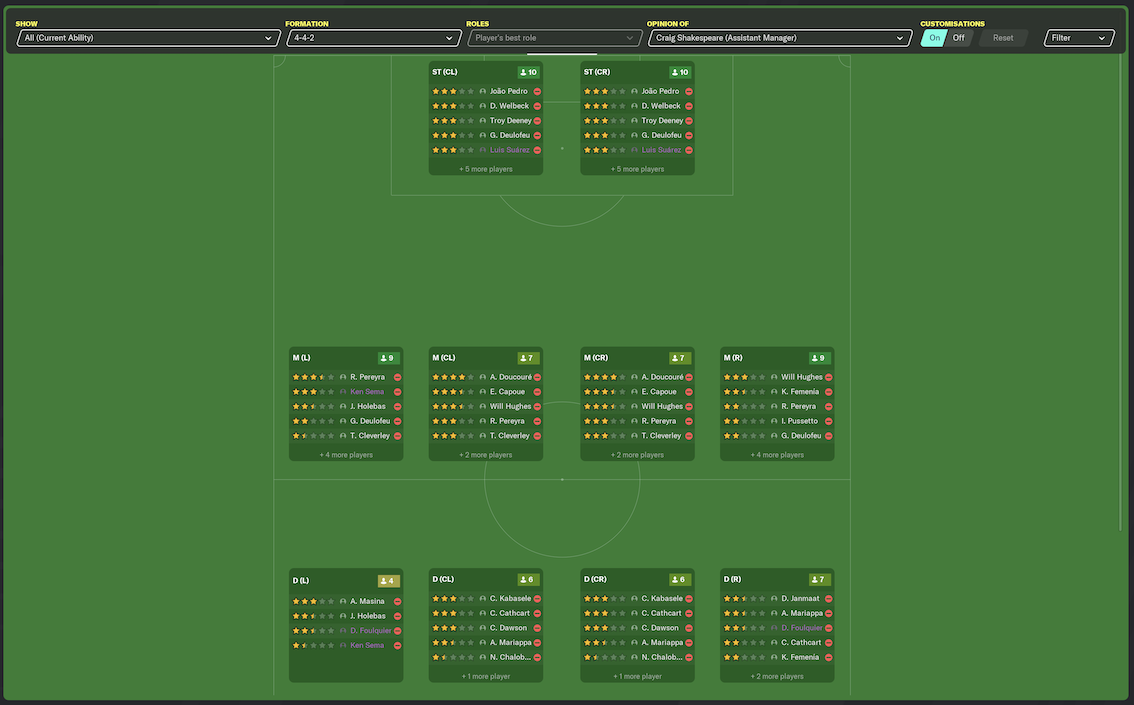 SHOW
FORMATION
ROLES
OPINION OF
CUSTOMISATIONS
All (Current Ability)
4-4-2
Player's best role
Craig Shakespeare (Assistant Manager)
On
Off
Reset
Filter
ST (CL)
10
João Pedro
D. Welbeck
Troy Deeney
G. Deulofeu
Luis Suárez
+ 5 more players
ST (CR)
10
João Pedro
D. Welbeck
Troy Deeney
G. Deulofeu
Luis Suárez
+ 5 more players
M (L)
9
R. Pereyra
Ken Sema
J. Holebas
G. Deulofeu
T. Cleverley
+ 4 more players
M (CL)
7
A. Doucouré
E. Capoue
Will Hughes
R. Pereyra
T. Cleverley
+ 2 more players
M (CR)
7
A. Doucouré
E. Capoue
Will Hughes
R. Pereyra
T. Cleverley
+ 2 more players
M (R)
9
Will Hughes
K. Femenia
R. Pereyra
I. Pussetto
G. Deulofeu
+ 4 more players
D (L)
4
A. Masina
J. Holebas
D. Foulquier
Ken Sema
D (CL)
6
C. Kabasele
C. Cathcart
C. Dawson
A. Mariappa
N. Chalob...
+ 1 more player
D (CR)
6
C. Kabasele
C. Cathcart
C. Dawson
A. Mariappa
N. Chalob...
+ 1 more player
D (R)
7
D. Janmaat
A. Mariappa
D. Foulquier
C. Cathcart
K. Femenia
+ 2 more players